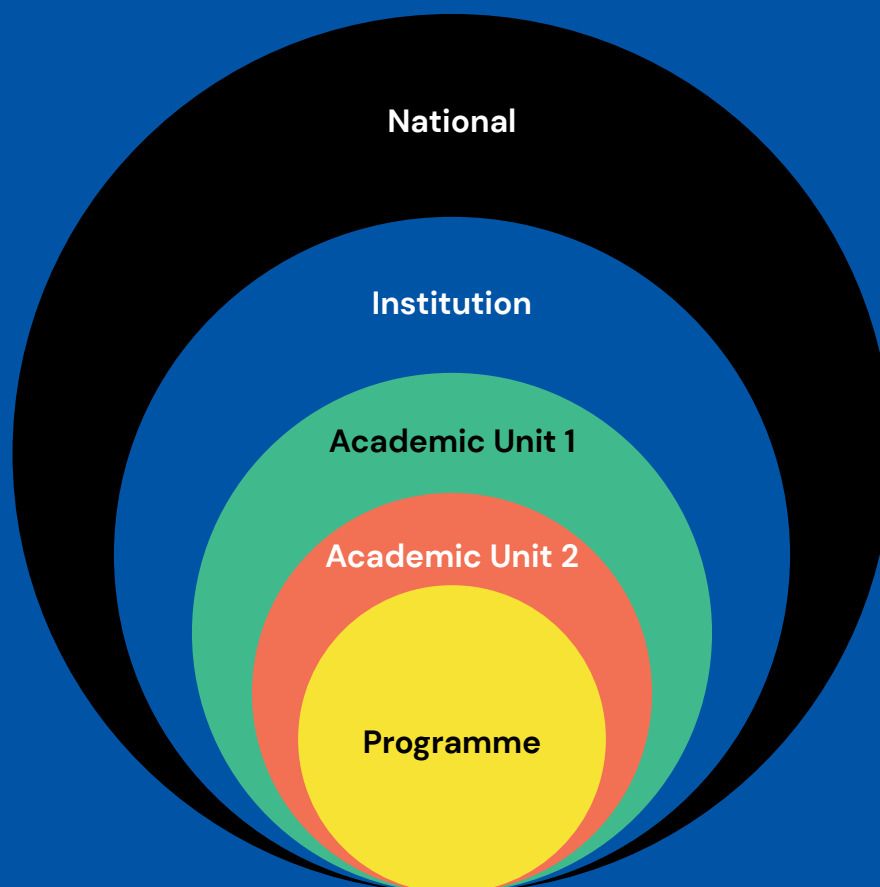 National
Institution
Academic Unit 1
Academic Unit 2
Programme